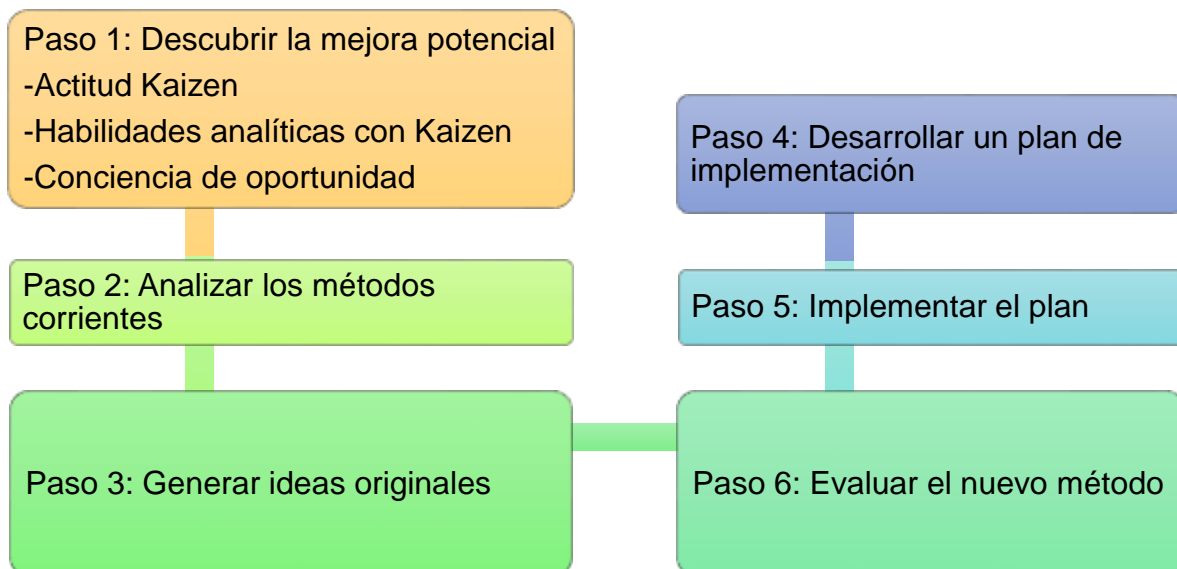 Paso 1: Descubrir la mejora potencial
-Actitud Kaizen
-Habilidades analíticas con Kaizen
-Conciencia de oportunidad
Paso 2: Analizar los métodos
corrientes
Paso 3: Generar ideas originales
Paso 4: Desarrollar un plan de
implementación
Paso 5: Implementar el plan
Paso 6: Evaluar el nuevo método